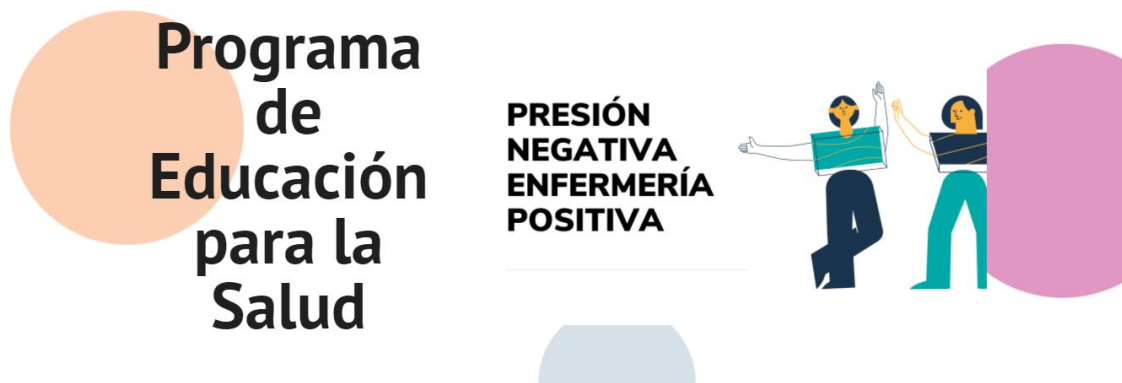 Programa
de
Educación
para la
Salud
PRESIÓN
NEGATIVA
ENFERMERÍA
POSITIVA